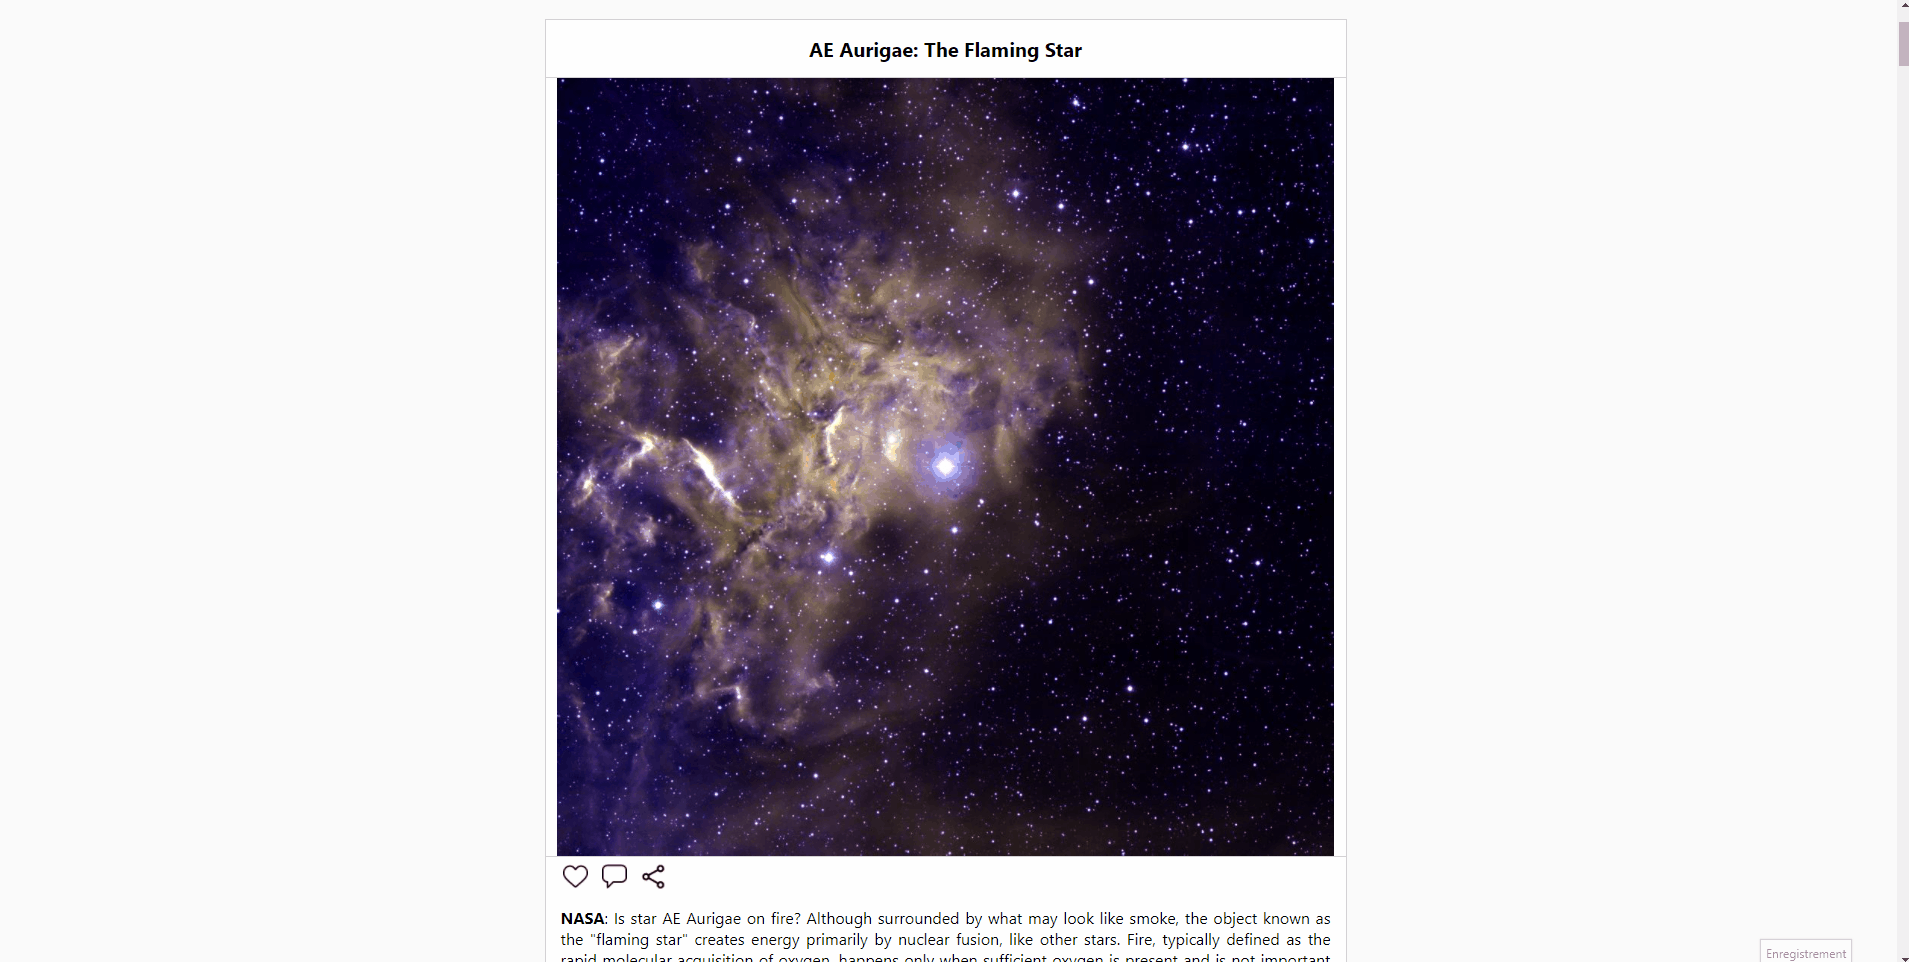 AE Aurigae: The Flaming Star
NASA: Is star AE Aurigae on fire? Although surrounded by what may look like smoke, the object known as
the "flaming star" creates energy primarily by nuclear fusion, like other stars. Fire, typically defined as the
rapid molecular acquisition of oxygen, happens only when sufficient oxygen is present and is not important
Enregistrement